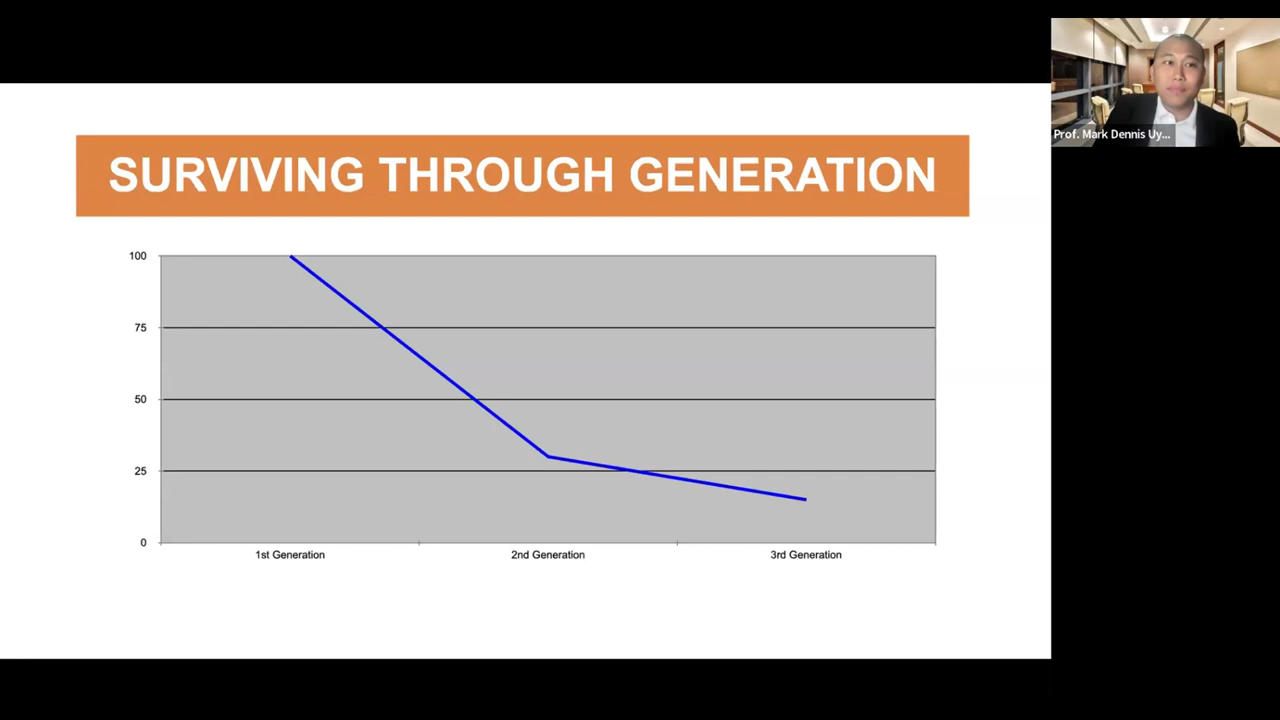 SURVIVING THROUGH GENERATION
100
75
50
25
0
1st Generation
2nd Generation
3rd Generation
Prof. Mark Dennis Uy...